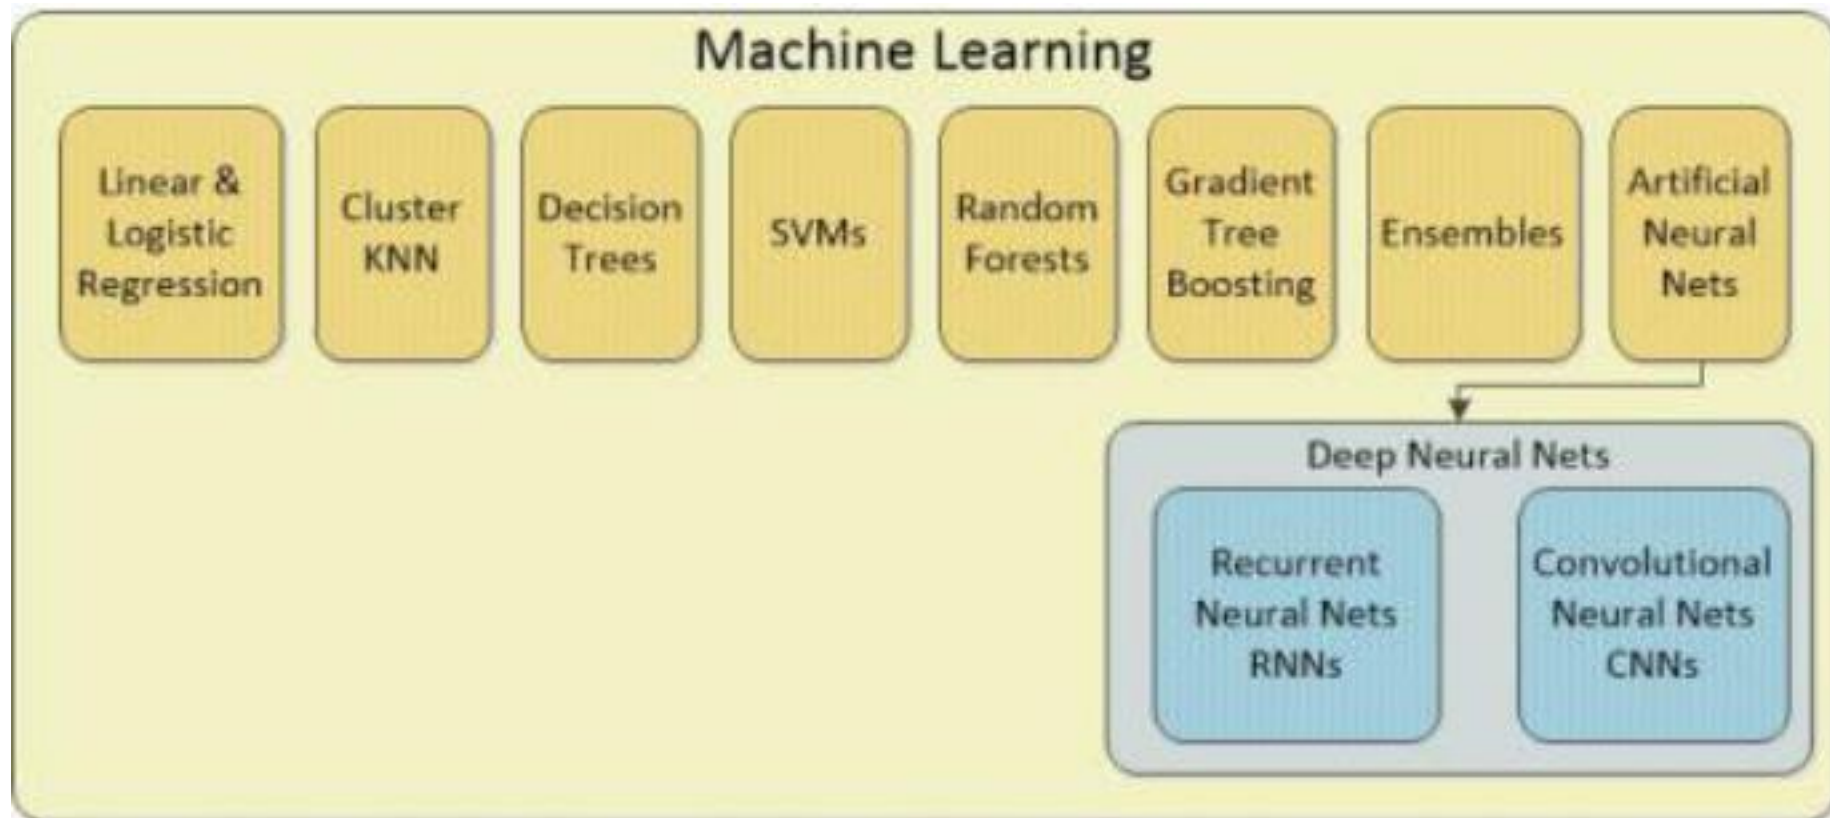 Machine Learning
Linear &
Logistic
Regression
Cluster
KNN
Decision
Trees
SVMs
Random
Forests
Gradient
Tree
Boosting
Ensembles
Artificial
Neural
Nets
Deep Neural Nets
Recurrent
Neural Nets
RNNs
Convolutional
Neural Nets
CNNs